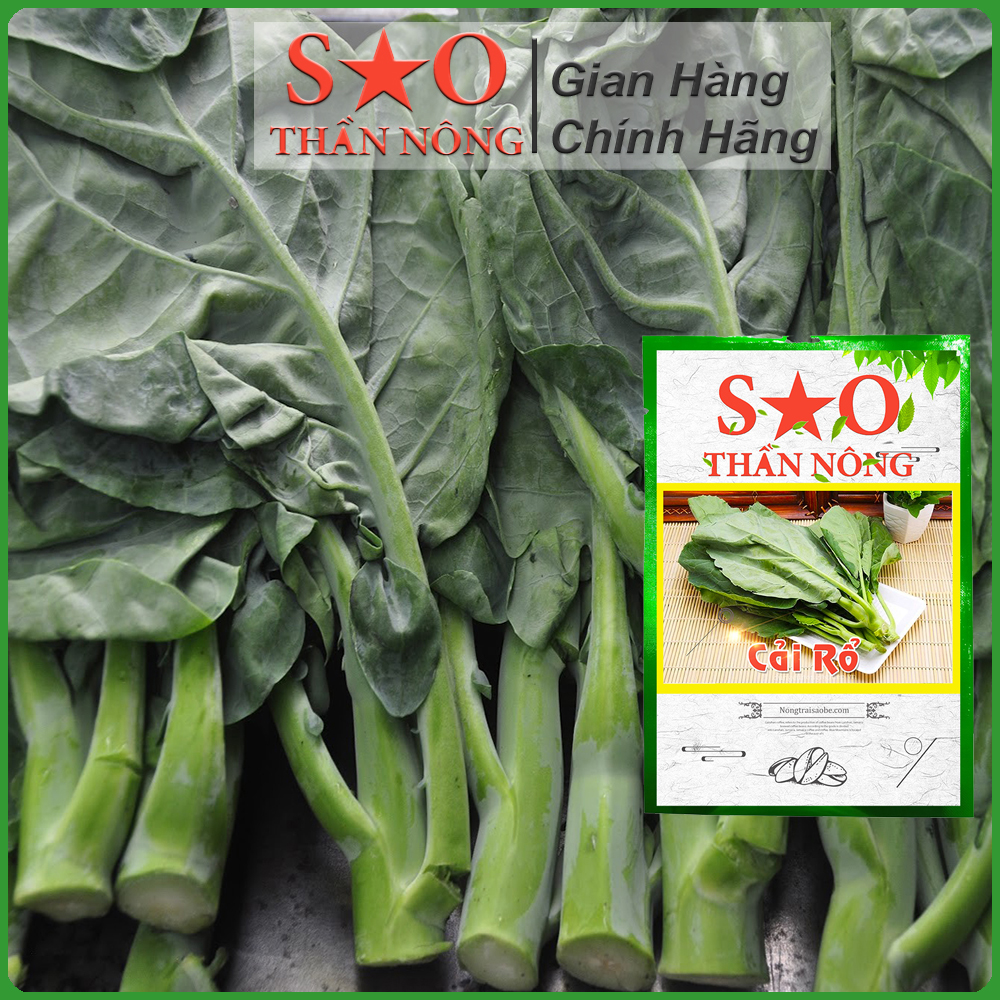 S★O
THẦN NÔNG
Gian Hàng
Chính Hãng
S★O
THẦN NÔNG
Cải Rổ
Nongtraisaobe.com